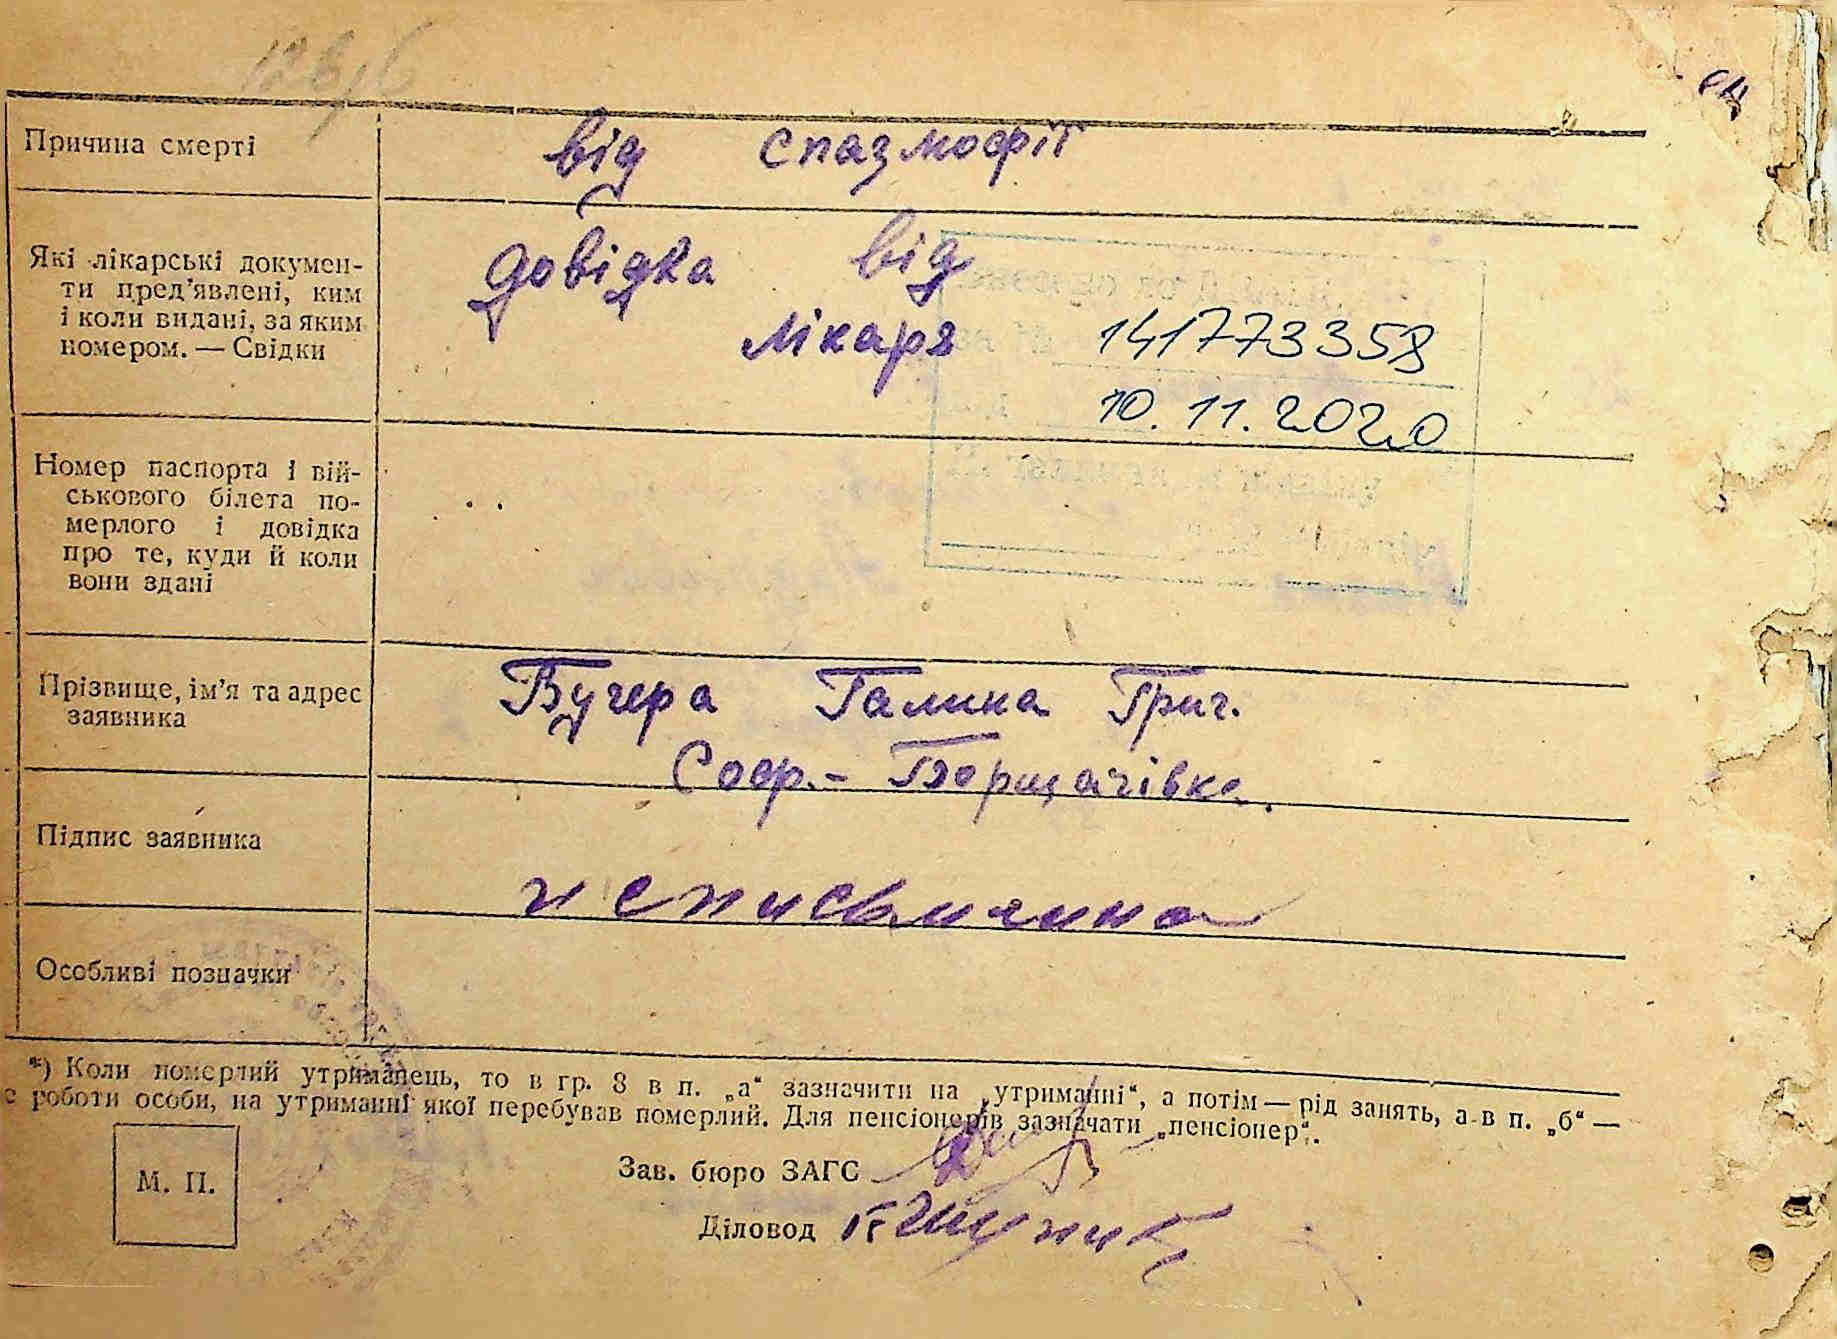 Причина смерті
від спазмофії
Які лікарські докумен-
ти пред'явлені, ким
і коли видані, за яким
номером. — Свідки
довідка від
лікаря
141773358
10.11.2020
Номер паспорта і вій-
ськового білета по-
мерлого і довідка
про те, куди й коли
вони здані
Прізвище, ім'я та адрес
заявника
Бучера Галина Григ.
Соф.- Борщагівка.
Підпис заявника
неписьменна
Особливі позначки
*) Коли померлий утриманець, то в гр. 8 в п. „а“ зазначити на „утриманні“, а потім — рід занять, а в п. „б“ —
є роботи особи, на утриманні якої перебував померлий. Для пенсіонерів зазначати „пенсіонер“.
М. П.
Зав. бюро ЗАГС
Діловод